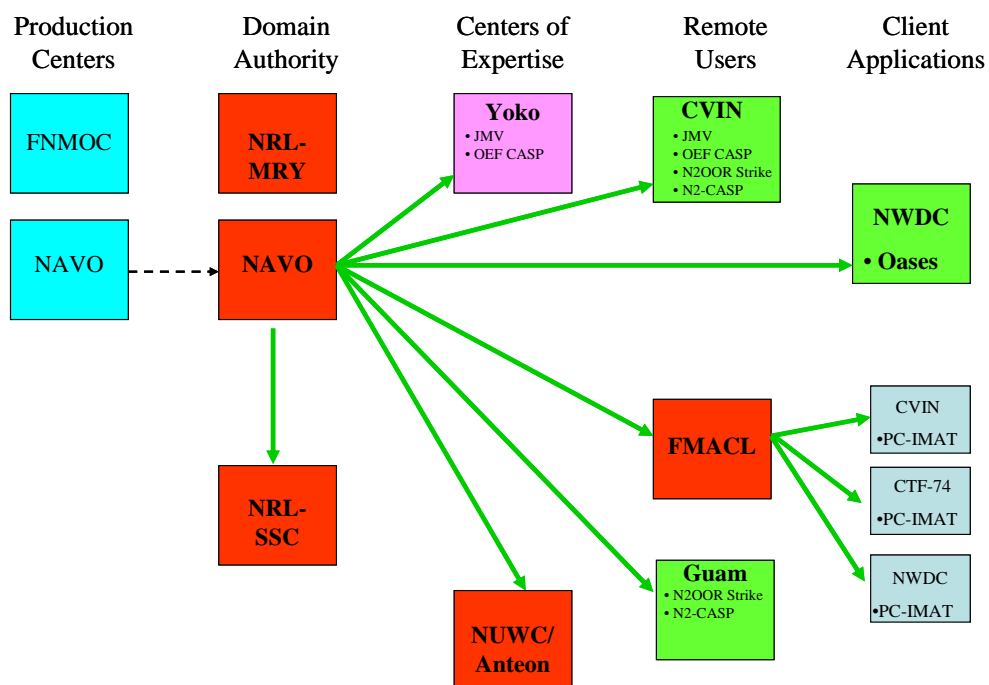 Production
Centers
Domain
Authority
Centers of
Expertise
Remote
Users
Client
Applications
FNMOC
NRL-
MRY
Yoko
• JMV
• OEF CASP
CVIN
• JMV
• OEF CASP
• N2OOR Strike
• N2-CASP
NWDC
• Oases
NAVO
NAVO
FMACL
CVIN
•PC-IMAT
CTF-74
•PC-IMAT
NWDC
•PC-IMAT
NRL-
SSC
NUWC/
Anteon
Guam
• N2OOR Strike
• N2-CASP